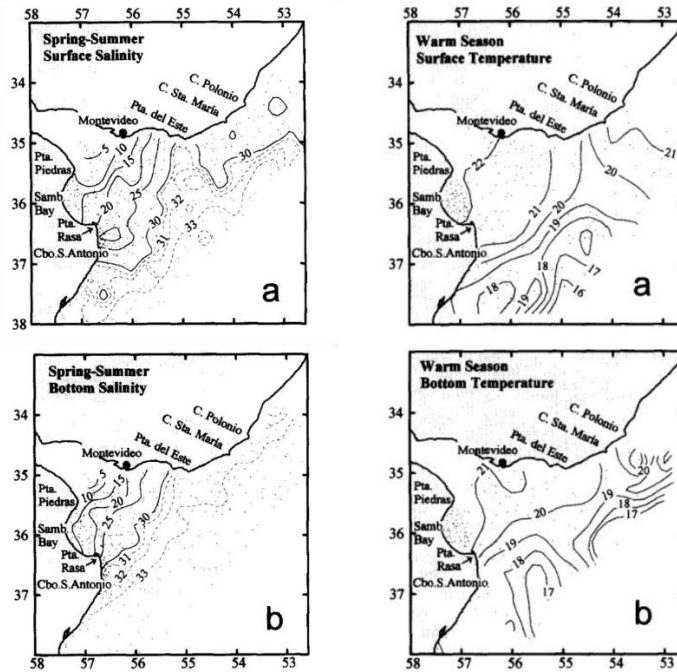 58 57 56 55 54 53
Spring-Summer
Surface Salinity
C. Polonio
C. Sta. María
Pta. del Este
Montevideo
34
35
36
37
38
Pta.
Piedras
Samb
Bay
Pta.
Rasa
Cbo.S.Antonio
5
10
15
20
25
30
31
32
33
30
a
58 57 56 55 54 53
Warm Season
Surface Temperature
C. Polonio
C. Sta. María
Pta. del Este
Montevideo
34
35
36
37
Pta.
Piedras
Samb
Bay
Pta.
Rasa
Cbo.S.Antonio
22
21
20
19
18
17
16
18
19
20
21
a
Spring-Summer
Bottom Salinity
C. Polonio
C. Sta. María
Pta. del Este
Montevideo
34
35
36
37
Pta.
Piedras
Samb
Bay
Pta.
Rasa
Cbo.S.Antonio
5
10
15
20
25
30
31
32
33
b
58 57 56 55 54 53
Warm Season
Bottom Temperature
C. Polonio
C. Sta. María
Pta. del Este
Montevideo
34
35
36
37
Pta.
Piedras
Samb.
Bay
Pta.
Rasa
Cbo.S.Antonio.
21
20
19
18
17
20
19
18
17
b
58 57 56 55 54 53